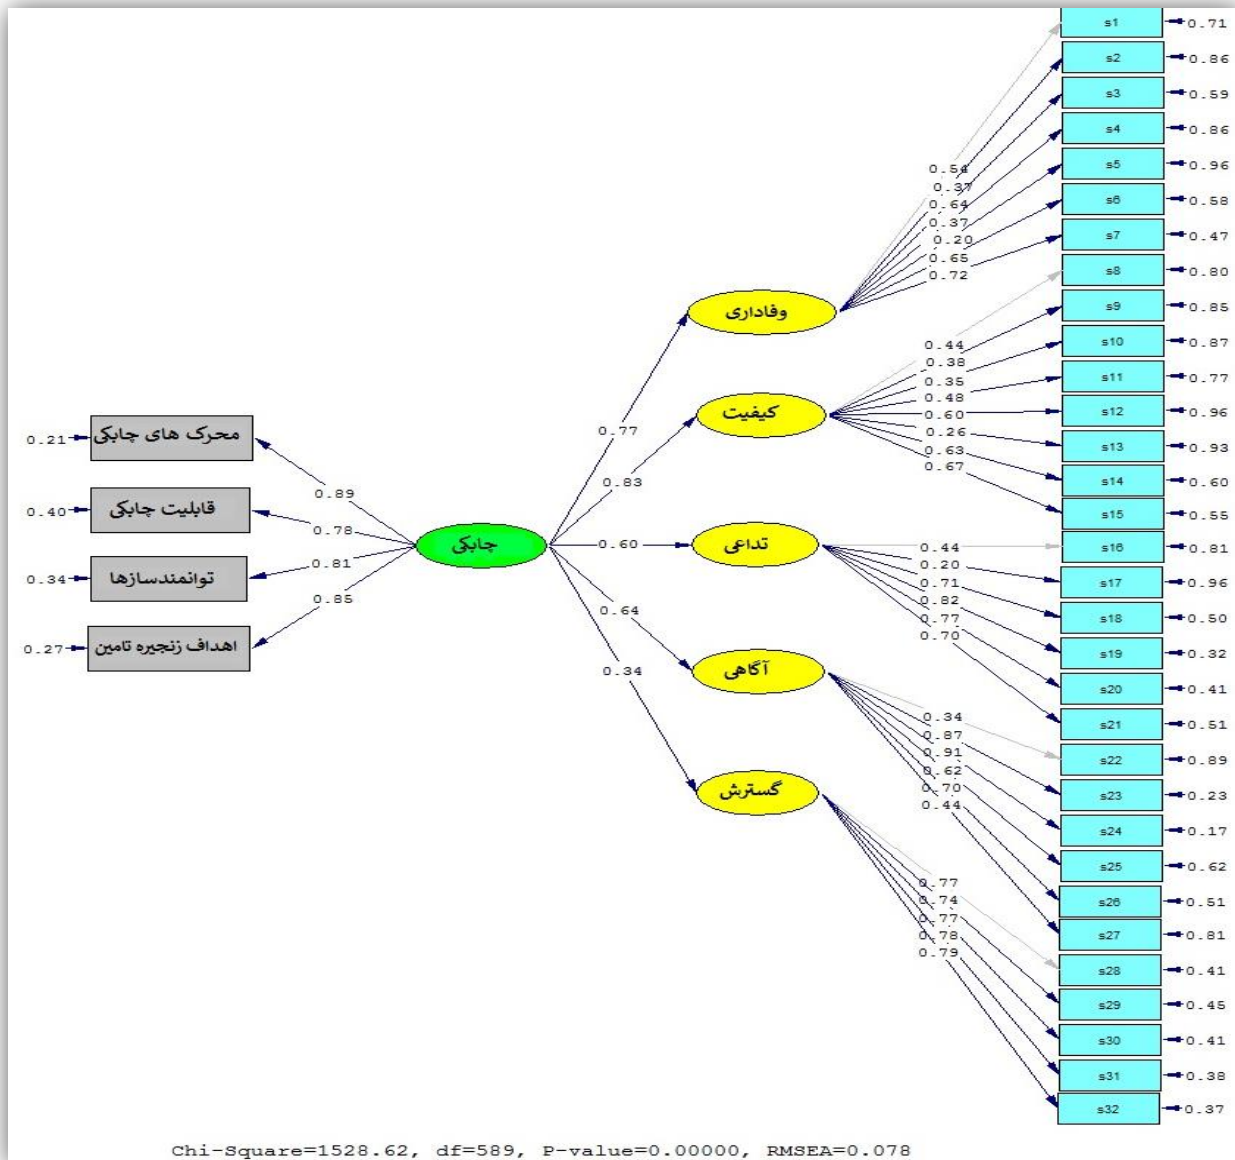 s1
0.71
s2
0.86
s3
0.59
s4
0.86
s5
0.96
s6
0.58
s7
0.47
s8
0.80
s9
0.85
s10
0.87
s11
0.77
s12
0.96
s13
0.93
s14
0.60
s15
0.55
s16
0.81
s17
0.96
s18
0.50
s19
0.32
s20
0.41
s21
0.51
s22
0.89
s23
0.23
s24
0.17
s25
0.62
s26
0.51
s27
0.81
s28
0.41
s29
0.45
s30
0.41
s31
0.38
s32
0.37
0.54
0.37
0.64
0.37
0.20
0.65
0.72
وفاداری
0.44
0.38
0.35
0.48
0.60
0.26
0.63
0.67
کیفیت
0.44
0.20
0.71
0.82
0.77
0.70
تداعی
0.34
0.87
0.91
0.62
0.70
0.44
آگاهی
0.77
0.74
0.77
0.78
0.79
گسترش
0.77
0.83
0.60
0.64
0.34
چابکی
0.89
0.78
0.81
0.85
محرک های چابکی
0.21
قابلیت چابکی
0.40
توانمندسازها
0.34
اهداف زنجیره تامین
0.27
Chi-Square=1528.62, df=589, P-value=0.00000, RMSEA=0.078